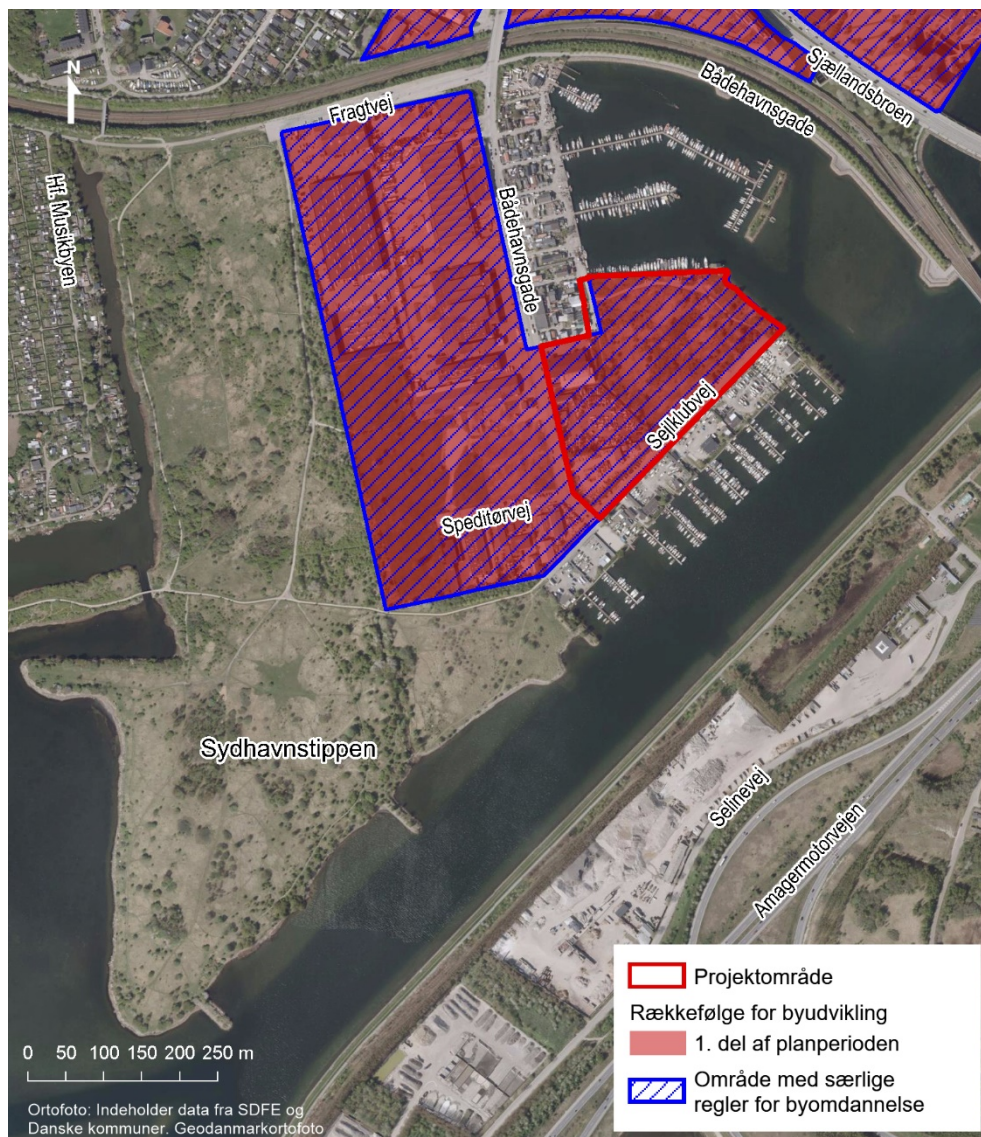 N
Fragtvej
Sjællandsbroen
Bådehavnsgade
Hf. Musikbyen
Bådehavnsgade
Sejlklubvej
Speditørvej
Sydhavnstippen
Selinevej
Amagermotorvejen
Projektområde
Rækkefølge for byudvikling
1. del af planperioden
Område med særlige
regler for byomdannelse
0 50 100 150 200 250 m
Ortofoto: Indeholder data fra SDFE og
Danske kommuner. Geodanmarkortofoto